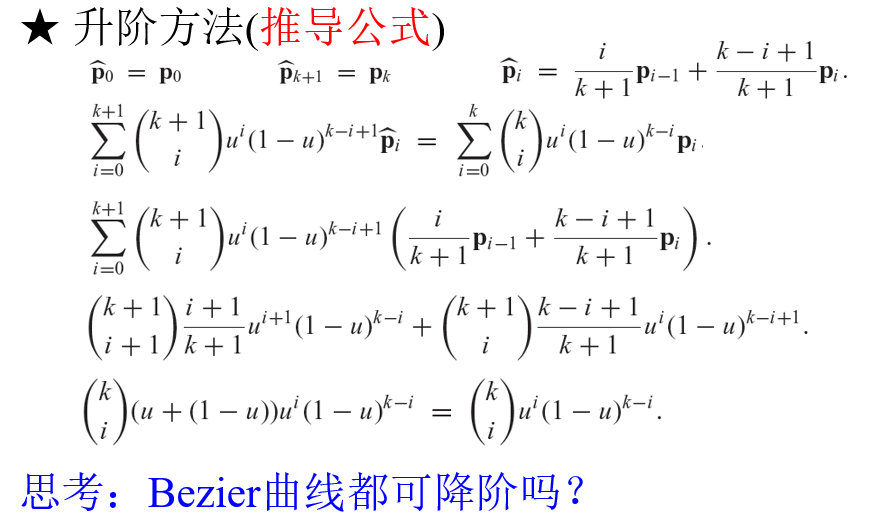 ★ 升阶方法(推导公式)
$\widehat{\mathbf{p}}_0 = \mathbf{p}_0 \quad \widehat{\mathbf{p}}_{k+1} = \mathbf{p}_k \quad \widehat{\mathbf{p}}_i = \frac{i}{k+1}\mathbf{p}_{i-1} + \frac{k-i+1}{k+1}\mathbf{p}_i.$
$\sum_{i=0}^{k+1} \binom{k+1}{i} u^i (1-u)^{k-i+1} \widehat{\mathbf{p}}_i = \sum_{i=0}^{k} \binom{k}{i} u^i (1-u)^{k-i} \mathbf{p}_i.$
$\sum_{i=0}^{k+1} \binom{k+1}{i} u^i (1-u)^{k-i+1} \left( \frac{i}{k+1}\mathbf{p}_{i-1} + \frac{k-i+1}{k+1}\mathbf{p}_i \right).$
$\binom{k+1}{i+1} \frac{i+1}{k+1} u^{i+1} (1-u)^{k-i} + \binom{k+1}{i} \frac{k-i+1}{k+1} u^i (1-u)^{k-i+1}.$
$\binom{k}{i} (u + (1-u)) u^i (1-u)^{k-i} = \binom{k}{i} u^i (1-u)^{k-i}.$
思考：Bezier曲线都可降阶吗？